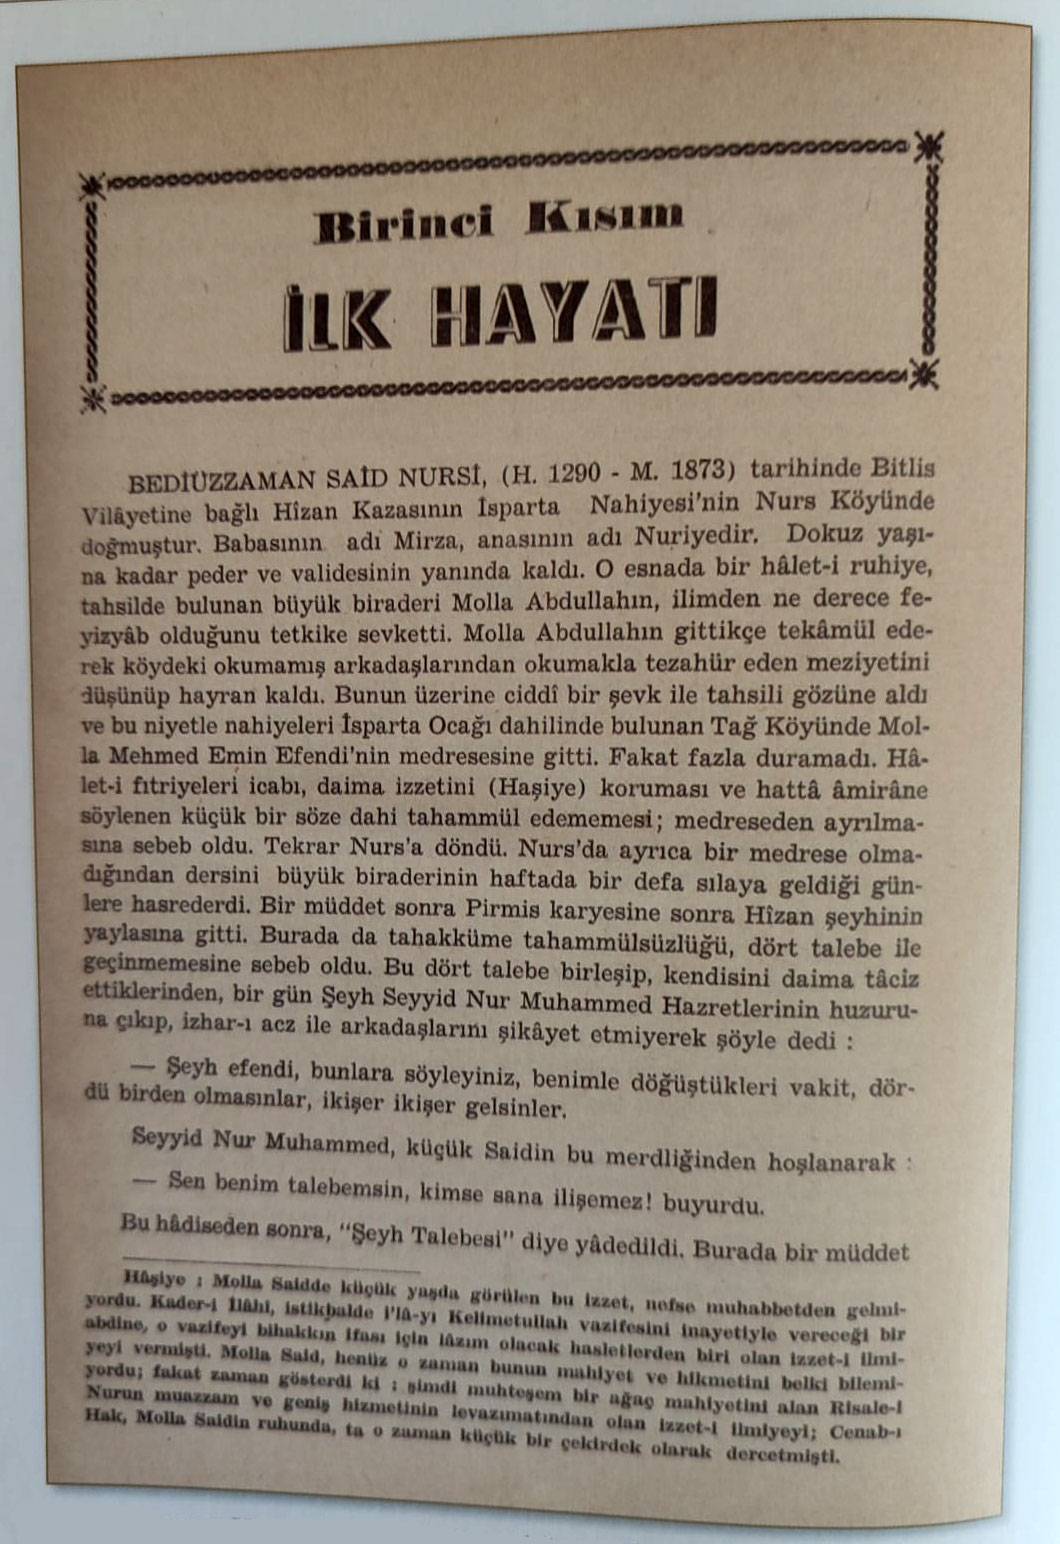 Birinci Kısım
İLK HAYATI
BEDİÜZZAMAN SAİD NURSİ, (H. 1290 - M. 1873) tarihinde Bitlis
Vilâyetine bağlı Hîzan Kazasının İsparta Nahiyesi'nin Nurs Köyünde
doğmuştur. Babasının adı Mirza, anasının adı Nuriyedir. Dokuz yaşı-
na kadar peder ve validesinin yanında kaldı. O esnada bir hâlet-i ruhiye,
tahsilde bulunan büyük biraderi Molla Abdullahın, ilimden ne derece fe-
yizyâb olduğunu tetkike sevketti. Molla Abdullahın gittikçe tekâmül ede-
rek köydeki okumamış arkadaşlarından okumakla tezahür eden meziyetini
düşünüp hayran kaldı. Bunun üzerine ciddî bir şevk ile tahsili gözüne aldı
ve bu niyetle nahiyeleri İsparta Ocağı dahilinde bulunan Tağ Köyünde Mol-
la Mehmed Emin Efendi'nin medresesine gitti. Fakat fazla duramadı. Hâ-
let-i fıtriyeleri icabı, daima izzetini (Haşiye) koruması ve hattâ âmirâne
söylenen küçük bir söze dahi tahammül edememesi; medreseden ayrılma-
sına sebeb oldu. Tekrar Nurs'a döndü. Nurs'da ayrıca bir medrese olma-
dığından dersini büyük biraderinin haftada bir defa sılaya geldiği gün-
lere hasrederdi. Bir müddet sonra Pirmis karyesine sonra Hîzan şeyhinin
yaylasına gitti. Burada da tahakküme tahammülsüzlüğü, dört talebe ile
geçinmemesine sebeb oldu. Bu dört talebe birleşip, kendisini daima tâciz
ettiklerinden, bir gün Şeyh Seyyid Nur Muhammed Hazretlerinin huzuru-
na çıkıp, izhar-ı acz ile arkadaşlarını şikâyet etmiyerek şöyle dedi :
— Şeyh efendi, bunlara söyleyiniz, benimle döğüştükleri vakit, dör-
dü birden olmasınlar, ikişer ikişer gelsinler.
Seyyid Nur Muhammed, küçük Saidin bu merdliğinden hoşlanarak :
— Sen benim talebemsin, kimse sana ilişemez! buyurdu.
Bu hâdiseden sonra, "Şeyh Talebesi" diye yâdedildi. Burada bir müddet
Hâşiye : Molla Saidde küçük yaşda görülen bu izzet, nefse muhabbetden gelmi-
yordu. Kader-i İlâhî, istikbalde i'lâ-yı Kelimetullah vazifesini inayetiyle vereceği bir
abdine, o vazifeyi bihakkın ifası için lâzım olacak hasletlerden biri olan izzet-i ilmi-
yeyi vermişti. Molla Said, henüz o zaman bunun mahiyet ve hikmetini belki bilemi-
yordu; fakat zaman gösterdi ki : şimdi muhteşem bir ağaç mahiyetini alan Risale-i
Nurun muazzam ve geniş hizmetinin levazımatından olan izzet-i ilmiyeyi; Cenab-ı
Hak, Molla Saidin ruhunda, ta o zaman küçük bir çekirdek olarak dercetmişti.